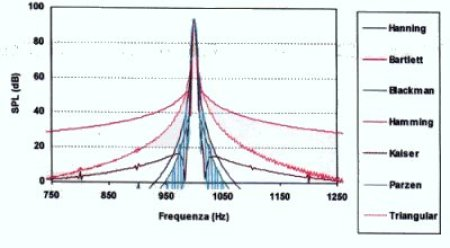 100
80
60
40
20
0
SPL (dB)
750 850 950 1050 1150 1250
Frequenza (Hz)
Hanning
Bartlett
Blackman
Hamming
Kaiser
Parzen
Triangular